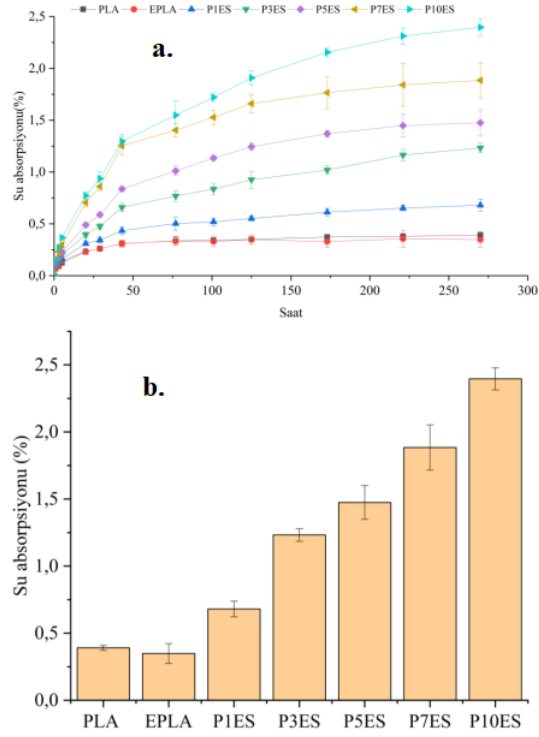 PLA EPLA P1ES P3ES P5ES P7ES P10ES
a.
Su absorpsiyonu(%)
2,5
2,0
1,5
1,0
0,5
0,0
0 50 100 150 200 250 300
Saat
b.
Su absorpsiyonu (%)
2,5
2,0
1,5
1,0
0,5
0,0
PLA EPLA P1ES P3ES P5ES P7ES P10ES